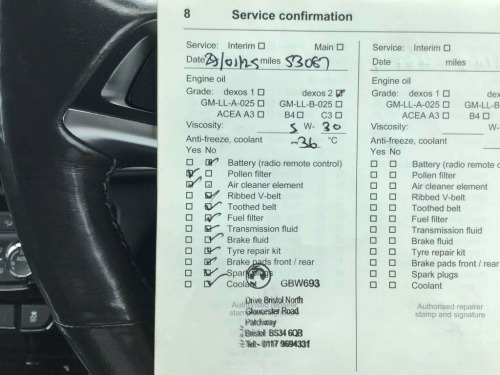 8 Service confirmation
Service: Interim Main
Date 29/01/25 miles 53087
Engine oil
Grade: dexos 1 dexos 2
GM-LL-A-025 GM-LL-B-025
ACEA A3 B4 C3
Viscosity: 5 W- 30
Anti-freeze, coolant -36 °C
Yes No
Battery (radio remote control)
Pollen filter
Air cleaner element
Ribbed V-belt
Toothed belt
Fuel filter
Transmission fluid
Brake fluid
Tyre repair kit
Brake pads front / rear
Spark plugs
Coolant GBW693
Authorised repairer
stamp
Drive Bristol North
Gloucester Road
Patchway
Bristol BS34 6QB
Tel:- 0117 9694331
Service: Interim
Date miles
Engine oil
Grade: dexos 1
GM-LL-A-025
ACEA A3
Viscosity:
Anti-freeze, coolant
Yes No
Battery (radio remote c
Pollen filter
Air cleaner element
Ribbed V-belt
Toothed belt
Fuel filter
Transmission fluid
Brake fluid
Tyre repair kit
Brake pads front / rear
Spark plugs
Coolant
Authorised repairer
stamp and signature